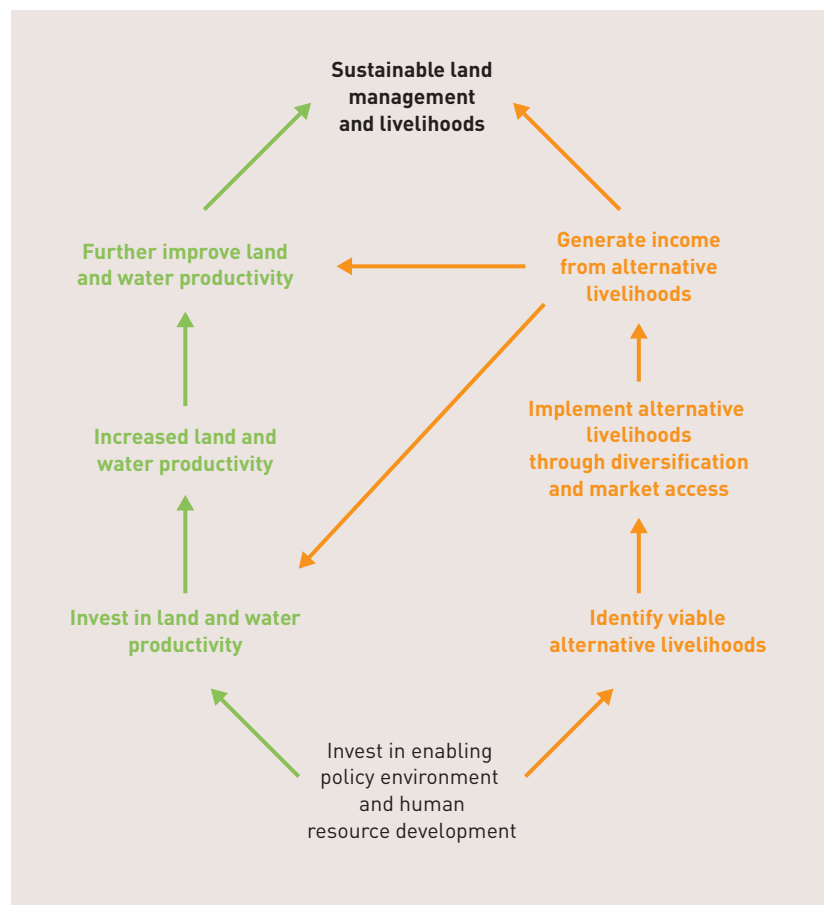 Sustainable land
management
and livelihoods
Further improve land
and water productivity
Generate income
from alternative
livelihoods
Increased land and
water productivity
Implement alternative
livelihoods
through diversification
and market access
Invest in land and water
productivity
Identify viable
alternative livelihoods
Invest in enabling
policy environment
and human
resource development